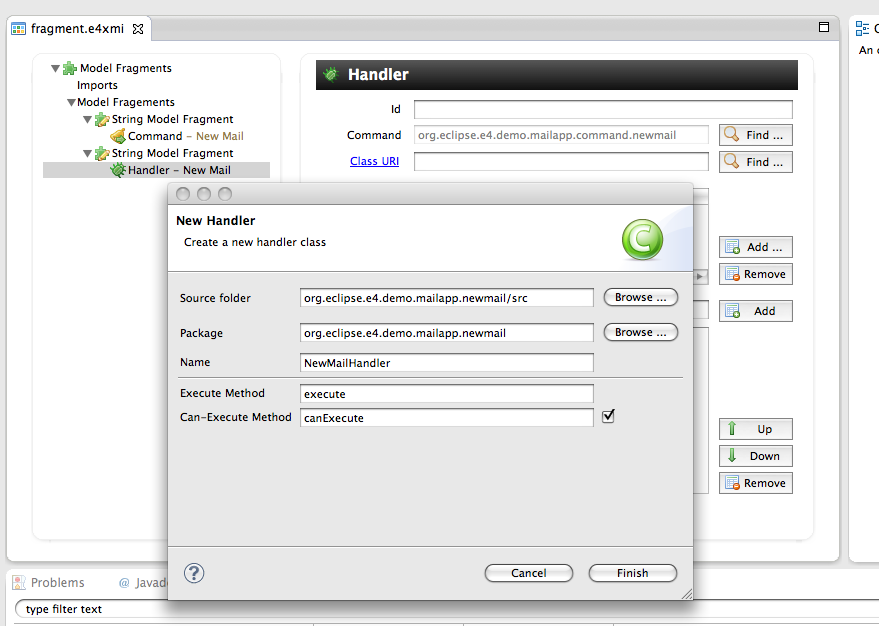 fragment.e4xmi
Model Fragments
Imports
Model Fragements
String Model Fragment
Command – New Mail
String Model Fragment
Handler – New Mail
Handler
Id
Command org.eclipse.e4.demo.mailapp.command.newmail Find ...
Class URI Find ...
Add ...
Remove
Add
Up
Down
Remove
An
New Handler
Create a new handler class
Source folder org.eclipse.e4.demo.mailapp.newmail/src Browse ...
Package org.eclipse.e4.demo.mailapp.newmail Browse ...
Name NewMailHandler
Execute Method execute
Can-Execute Method canExecute
? Cancel Finish
Problems @ Javad
type filter text